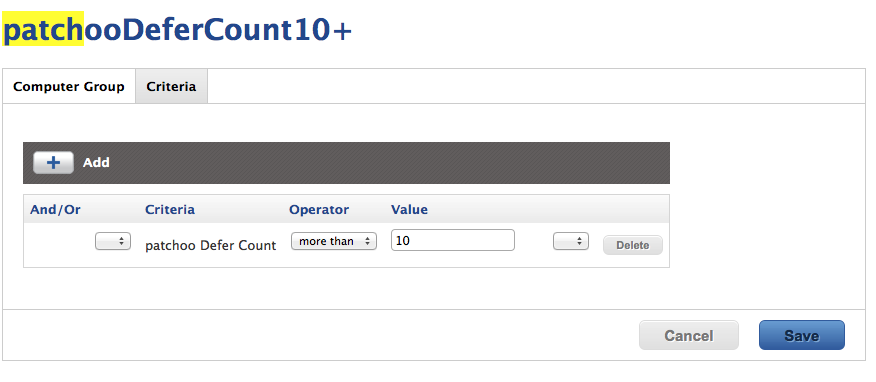 patchooDeferCount10+
Computer Group Criteria
+ Add
And/Or Criteria Operator Value
patchoo Defer Count more than 10 Delete
Cancel Save